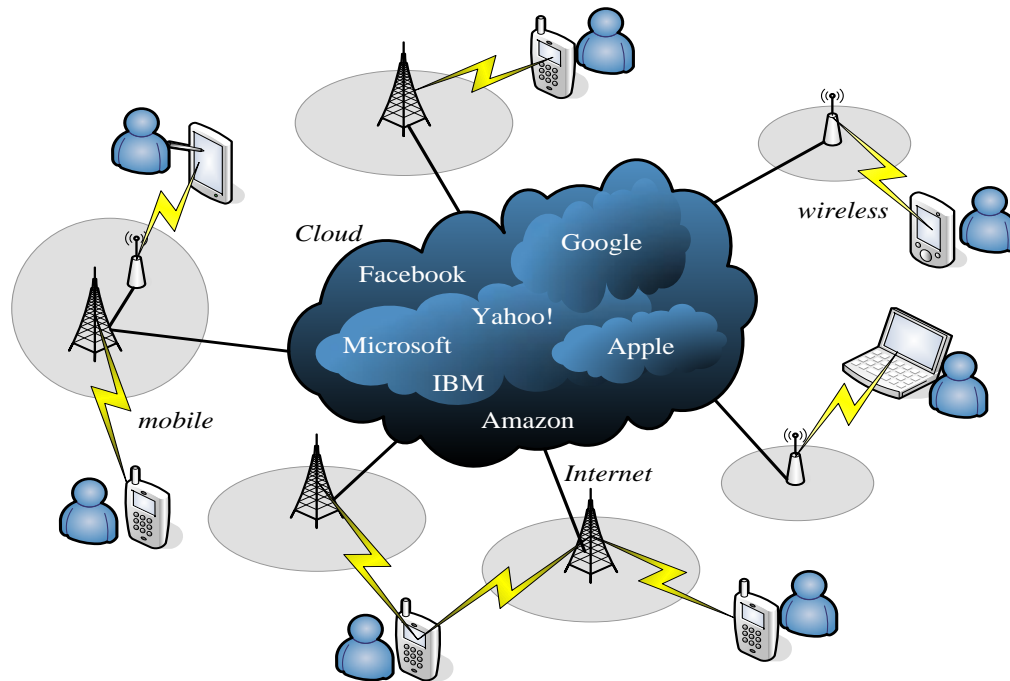 Cloud
wireless
Google
Facebook
Yahoo!
Microsoft
Apple
IBM
mobile
Amazon
Internet